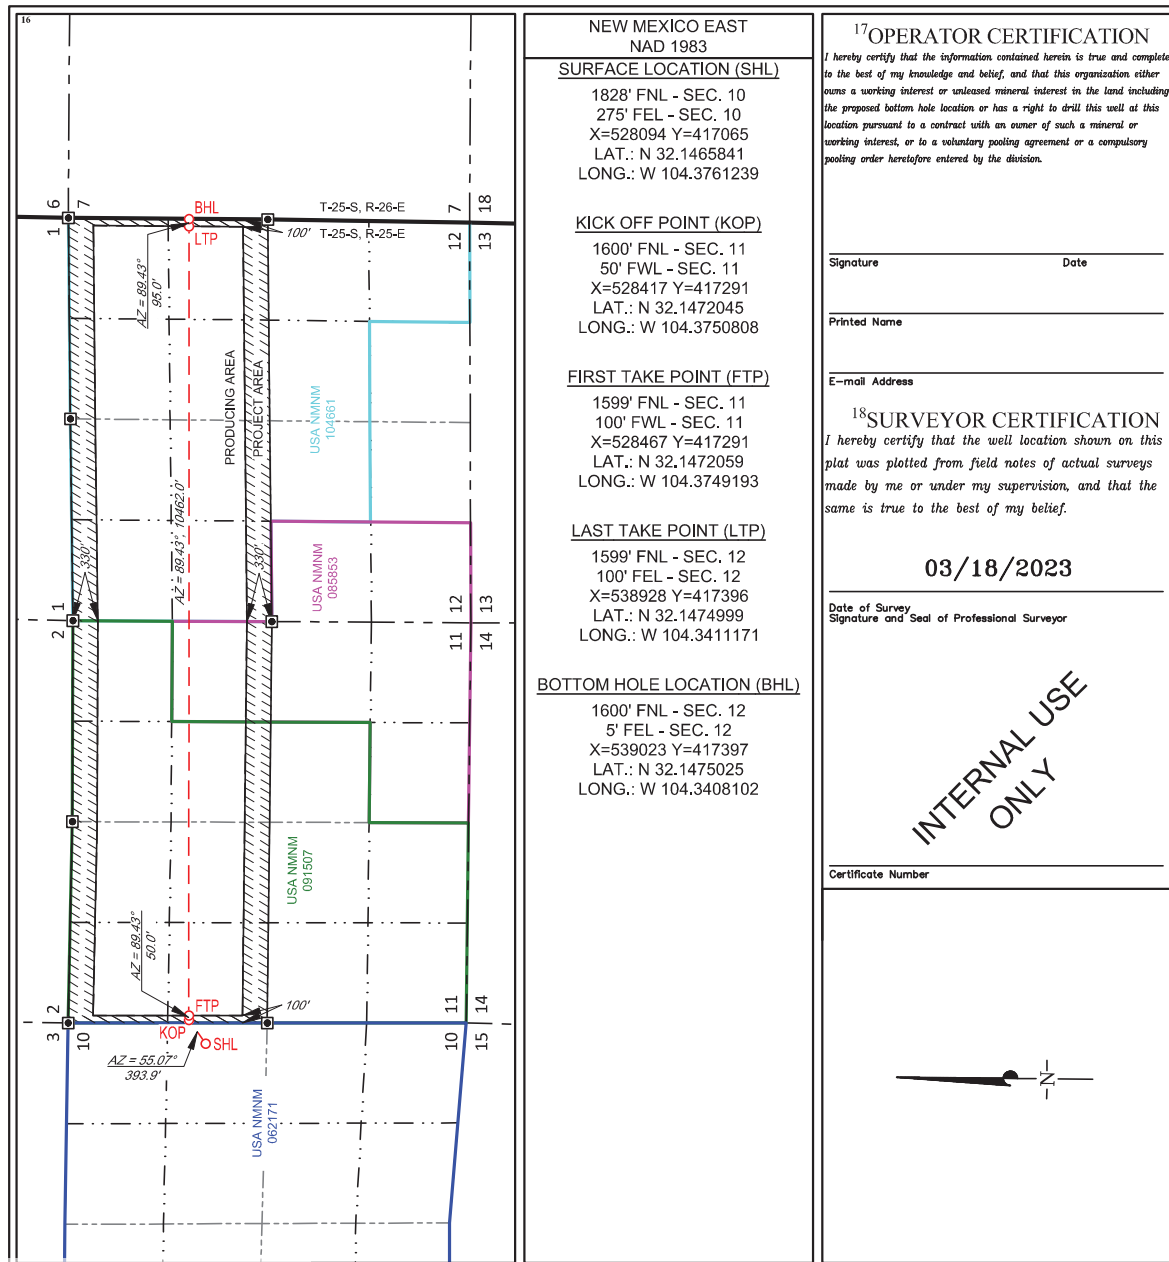 16
6
7
1
BHL
LTP
T-25-S, R-26-E
T-25-S, R-25-E
7
18
12
13
100'
AZ = 89.43°
95.0'
PRODUCING AREA
PROJECT AREA
USA NMNM
104661
AZ = 89.43°, 10462.0'
330'
330'
USA NMNM
085853
1
2
12
13
11
14
USA NMNM
091507
AZ = 89.43°
50.0'
FTP
KOP
SHL
100'
2
3
10
11
14
10
15
AZ = 55.07°
393.9'
USA NMNM
062171
NEW MEXICO EAST
NAD 1983
SURFACE LOCATION (SHL)
1828' FNL - SEC. 10
275' FEL - SEC. 10
X=528094 Y=417065
LAT.: N 32.1465841
LONG.: W 104.3761239
KICK OFF POINT (KOP)
1600' FNL - SEC. 11
50' FWL - SEC. 11
X=528417 Y=417291
LAT.: N 32.1472045
LONG.: W 104.3750808
FIRST TAKE POINT (FTP)
1599' FNL - SEC. 11
100' FWL - SEC. 11
X=528467 Y=417291
LAT.: N 32.1472059
LONG.: W 104.3749193
LAST TAKE POINT (LTP)
1599' FNL - SEC. 12
100' FEL - SEC. 12
X=538928 Y=417396
LAT.: N 32.1474999
LONG.: W 104.3411171
BOTTOM HOLE LOCATION (BHL)
1600' FNL - SEC. 12
5' FEL - SEC. 12
X=539023 Y=417397
LAT.: N 32.1475025
LONG.: W 104.3408102
17OPERATOR CERTIFICATION
I hereby certify that the information contained herein is true and complete
to the best of my knowledge and belief, and that this organization either
owns a working interest or unleased mineral interest in the land including
the proposed bottom hole location or has a right to drill this well at this
location pursuant to a contract with an owner of such a mineral or
working interest, or to a voluntary pooling agreement or a compulsory
pooling order heretofore entered by the division.
Signature Date
Printed Name
E-mail Address
18SURVEYOR CERTIFICATION
I hereby certify that the well location shown on this
plat was plotted from field notes of actual surveys
made by me or under my supervision, and that the
same is true to the best of my belief.
03/18/2023
Date of Survey
Signature and Seal of Professional Surveyor
INTERNAL USE
ONLY
Certificate Number
N